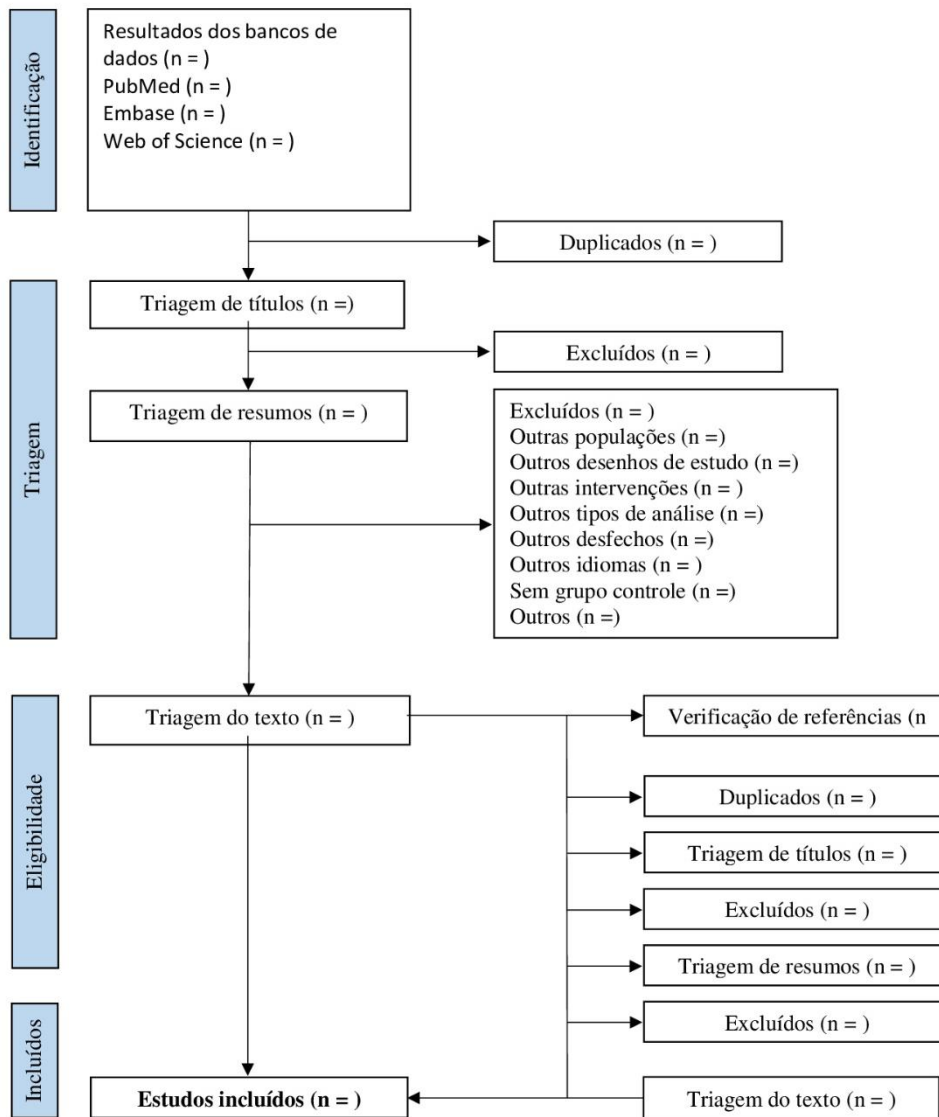 Identificação
Resultados dos bancos de
dados (n = )
PubMed (n = )
Embase (n = )
Web of Science (n = )
Duplicados (n = )
Triagem
Triagem de títulos (n =)
Excluídos (n = )
Triagem de resumos (n = )
Excluídos (n = )
Outras populações (n =)
Outros desenhos de estudo (n =)
Outras intervenções (n = )
Outros tipos de análise (n =)
Outros desfechos (n =)
Outros idiomas (n = )
Sem grupo controle (n =)
Outros (n =)
Eligibilidade
Triagem do texto (n = )
Verificação de referências (n
Duplicados (n = )
Triagem de títulos (n = )
Excluídos (n = )
Triagem de resumos (n = )
Excluídos (n = )
Incluídos
Estudos incluídos (n = )
Triagem do texto (n = )